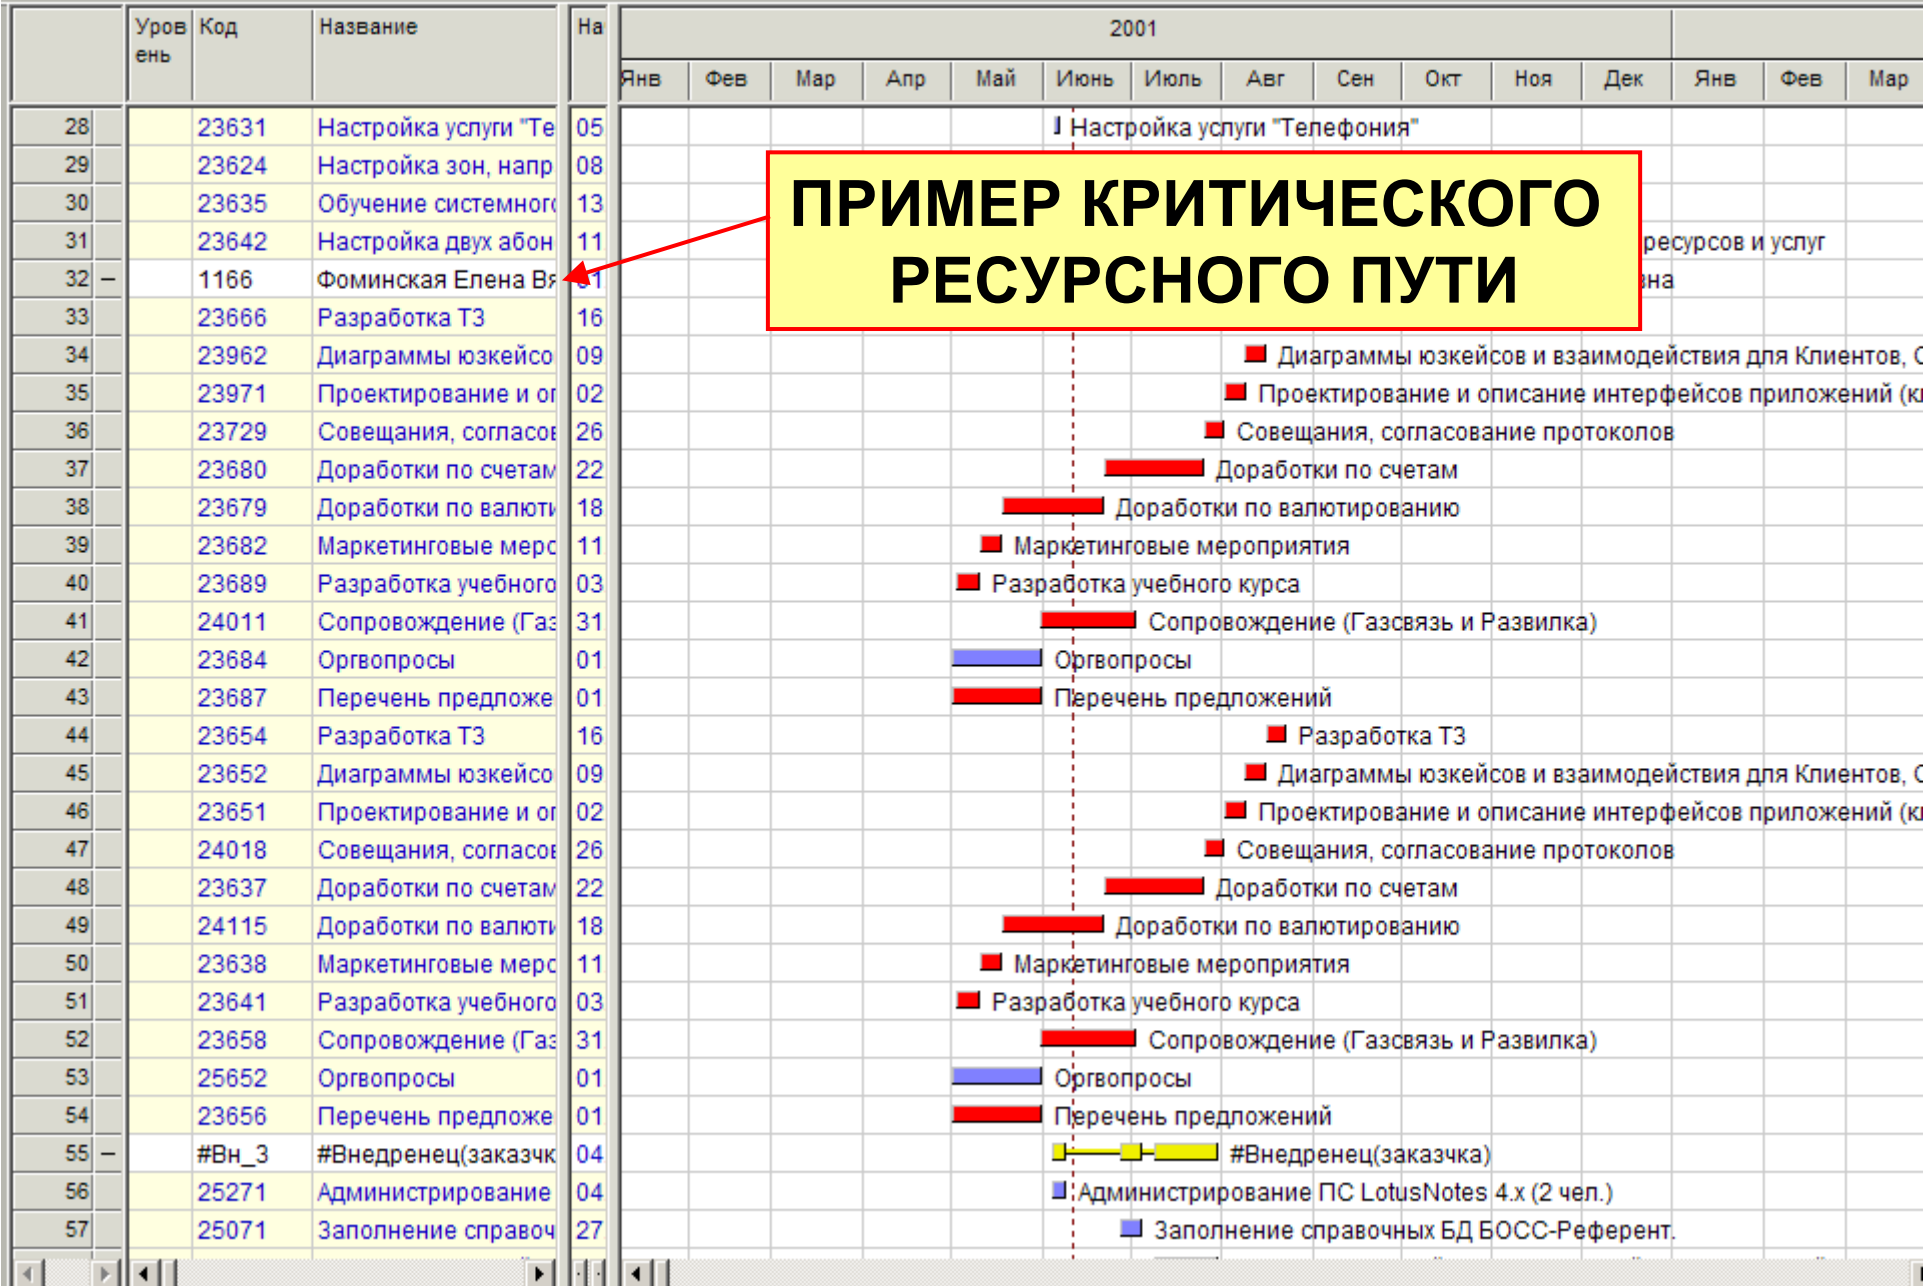 Уров
ень Код Название На 2001
Янв Фев Мар Апр Май Июнь Июль Авг Сен Окт Ноя Дек Янв Фев Мар
28 23631 Настройка услуги "Те 05 Настройка услуги "Телефония"
29 23624 Настройка зон, напр 08
30 23635 Обучение системного 13
31 23642 Настройка двух абон 11 ресурсов и услуг
ПРИМЕР КРИТИЧЕСКОГО
РЕСУРСНОГО ПУТИ
32 – 1166 Фоминская Елена Вя 01 вна
33 23666 Разработка ТЗ 16
34 23962 Диаграммы юзкейсо 09 Диаграммы юзкейсов и взаимодействия для Клиентов, С
35 23971 Проектирование и оп 02 Проектирование и описание интерфейсов приложений (кл
36 23729 Совещания, согласов 26 Совещания, согласование протоколов
37 23680 Доработки по счетам 22 Доработки по счетам
38 23679 Доработки по валюти 18 Доработки по валютированию
39 23682 Маркетинговые меро 11 Маркетинговые мероприятия
40 23689 Разработка учебного 03 Разработка учебного курса
41 24011 Сопровождение (Газ 31 Сопровождение (Газсвязь и Развилка)
42 23684 Оргвопросы 01 Оргвопросы
43 23687 Перечень предложе 01 Перечень предложений
44 23654 Разработка ТЗ 16 Разработка ТЗ
45 23652 Диаграммы юзкейсо 09 Диаграммы юзкейсов и взаимодействия для Клиентов, С
46 23651 Проектирование и оп 02 Проектирование и описание интерфейсов приложений (кл
47 24018 Совещания, согласов 26 Совещания, согласование протоколов
48 23637 Доработки по счетам 22 Доработки по счетам
49 24115 Доработки по валюти 18 Доработки по валютированию
50 23638 Маркетинговые меро 11 Маркетинговые мероприятия
51 23641 Разработка учебного 03 Разработка учебного курса
52 23658 Сопровождение (Газ 31 Сопровождение (Газсвязь и Развилка)
53 25652 Оргвопросы 01 Оргвопросы
54 23656 Перечень предложе 01 Перечень предложений
55 – #Вн_3 #Внедренец(заказчк 04 #Внедренец(заказчка)
56 25271 Администрирование 04 Администрирование ПС LotusNotes 4.x (2 чел.)
57 25071 Заполнение справоч 27 Заполнение справочных БД БОСС-Референт.